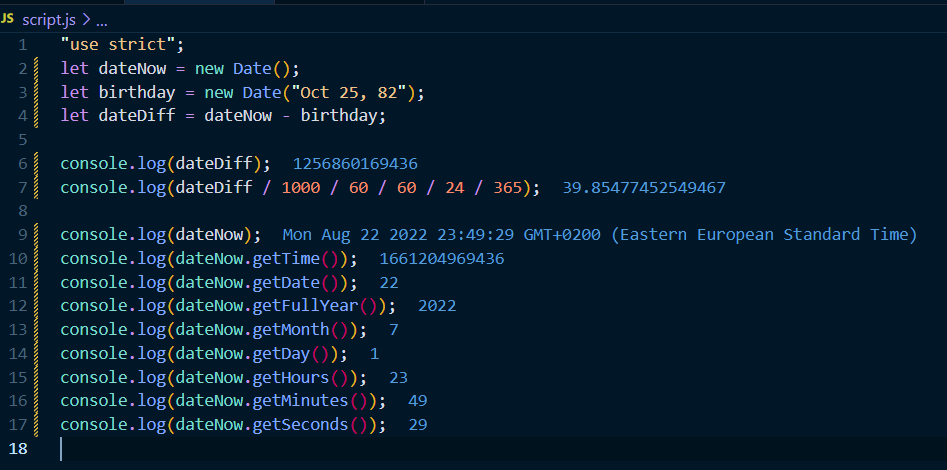 JS script.js > ...
1 "use strict";
2 let dateNow = new Date();
3 let birthday = new Date("Oct 25, 82");
4 let dateDiff = dateNow - birthday;
5
6 console.log(dateDiff); 1256860169436
7 console.log(dateDiff / 1000 / 60 / 60 / 24 / 365); 39.85477452549467
8
9 console.log(dateNow); Mon Aug 22 2022 23:49:29 GMT+0200 (Eastern European Standard Time)
10 console.log(dateNow.getTime()); 1661204969436
11 console.log(dateNow.getDate()); 22
12 console.log(dateNow.getFullYear()); 2022
13 console.log(dateNow.getMonth()); 7
14 console.log(dateNow.getDay()); 1
15 console.log(dateNow.getHours()); 23
16 console.log(dateNow.getMinutes()); 49
17 console.log(dateNow.getSeconds()); 29
18